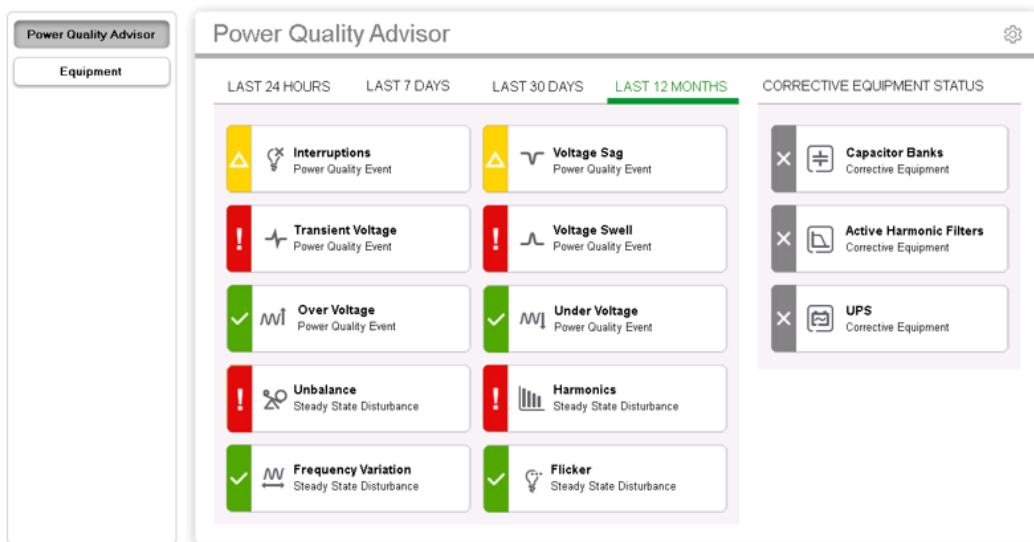 Power Quality Advisor
Equipment
Power Quality Advisor
LAST 24 HOURS
LAST 7 DAYS
LAST 30 DAYS
LAST 12 MONTHS
CORRECTIVE EQUIPMENT STATUS
Interruptions
Power Quality Event
Voltage Sag
Power Quality Event
Transient Voltage
Power Quality Event
Voltage Swell
Power Quality Event
Over Voltage
Power Quality Event
Under Voltage
Power Quality Event
Unbalance
Steady State Disturbance
Harmonics
Steady State Disturbance
Frequency Variation
Steady State Disturbance
Flicker
Steady State Disturbance
Capacitor Banks
Corrective Equipment
Active Harmonic Filters
Corrective Equipment
UPS
Corrective Equipment